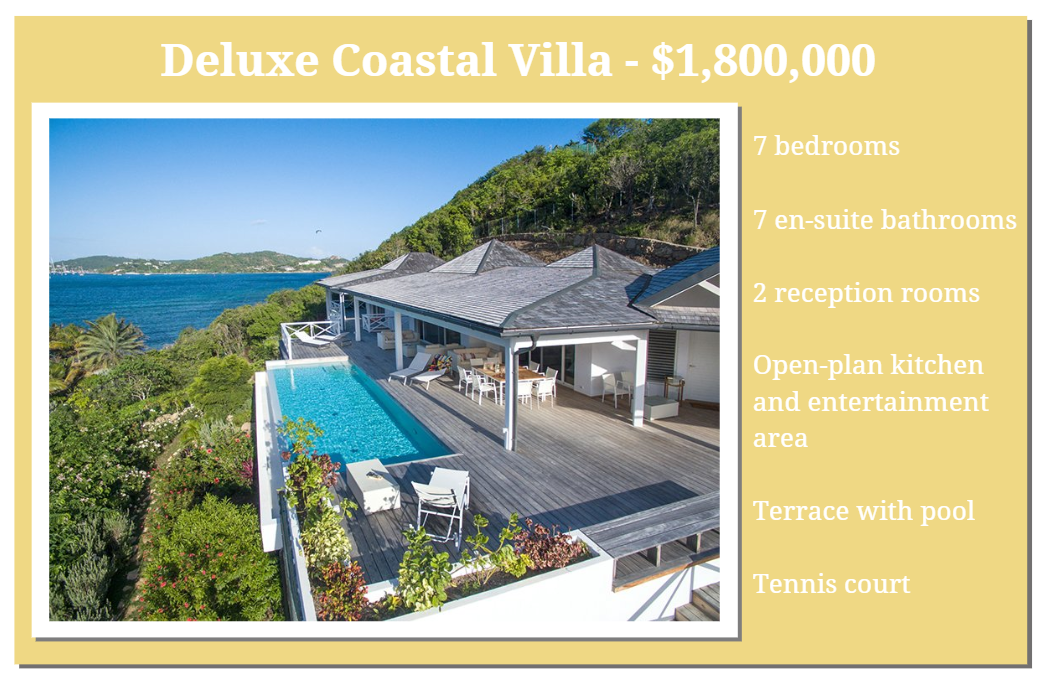 Deluxe Coastal Villa - $1,800,000
7 bedrooms
7 en-suite bathrooms
2 reception rooms
Open-plan kitchen
and entertainment
area
Terrace with pool
Tennis court